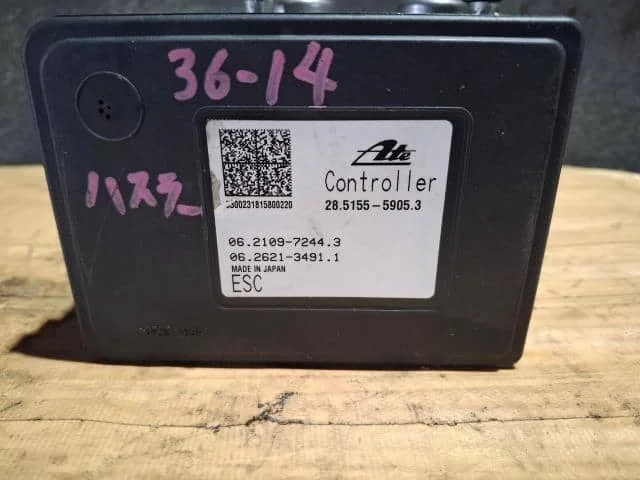 36-14
ハスラー
Ate
Controller
28.5155-5905.3
06.2109-7244.3
06.2621-3491.1
MADE IN JAPAN
ESC